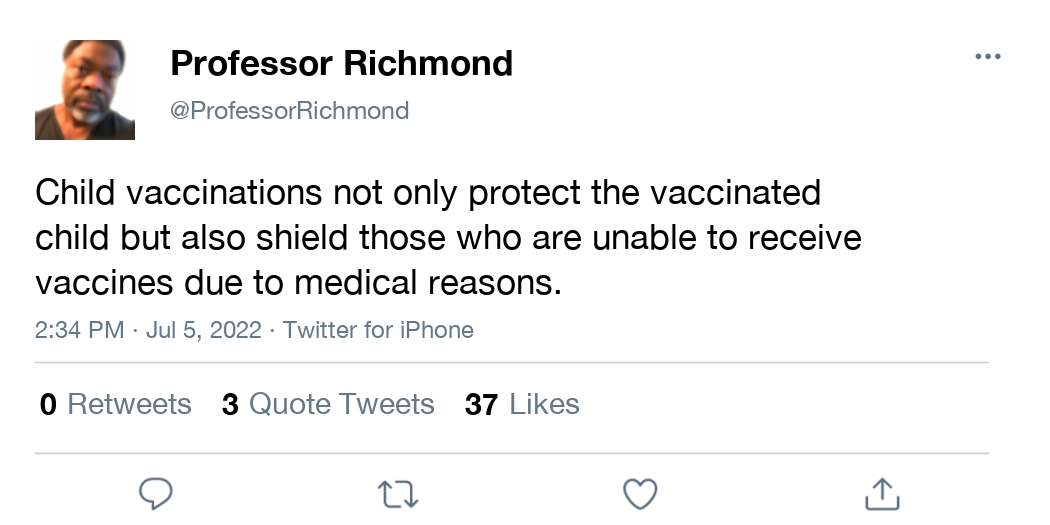 Professor Richmond
@ProfessorRichmond
Child vaccinations not only protect the vaccinated
child but also shield those who are unable to receive
vaccines due to medical reasons.
2:34 PM · Jul 5, 2022 · Twitter for iPhone
0 Retweets 3 Quote Tweets 37 Likes